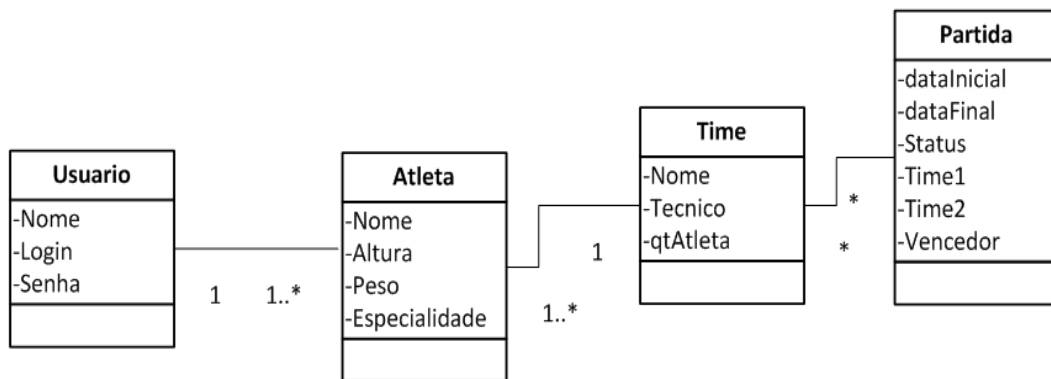 Usuario
-Nome
-Login
-Senha
1
1..*
Atleta
-Nome
-Altura
-Peso
-Especialidade
1..*
1
Time
-Nome
-Tecnico
-qtAtleta
*
*
Partida
-dataInicial
-dataFinal
-Status
-Time1
-Time2
-Vencedor